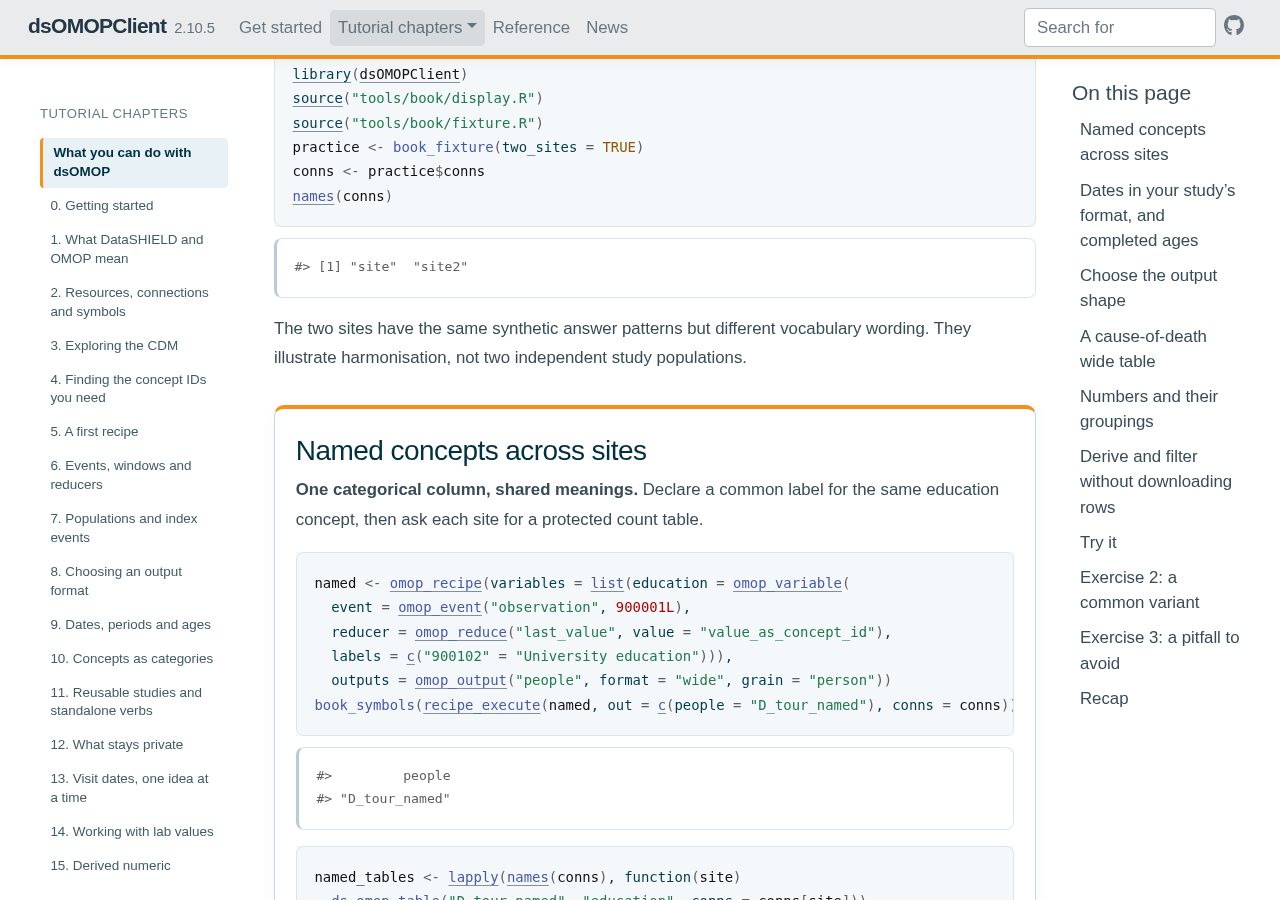 dsOMOPClient 2.10.5 Get started Tutorial chapters Reference News Search for
TUTORIAL CHAPTERS
What you can do with
dsOMOP
0. Getting started
1. What DataSHIELD and
OMOP mean
2. Resources, connections
and symbols
3. Exploring the CDM
4. Finding the concept IDs
you need
5. A first recipe
6. Events, windows and
reducers
7. Populations and index
events
8. Choosing an output
format
9. Dates, periods and ages
10. Concepts as categories
11. Reusable studies and
standalone verbs
12. What stays private
13. Visit dates, one idea at
a time
14. Working with lab values
15. Derived numeric
library(dsOMOPClient)
source("tools/book/display.R")
source("tools/book/fixture.R")
practice <- book_fixture(two_sites = TRUE)
conns <- practice$conns
names(conns)
#> [1] "site"  "site2"
The two sites have the same synthetic answer patterns but different vocabulary wording. They
illustrate harmonisation, not two independent study populations.
Named concepts across sites
One categorical column, shared meanings. Declare a common label for the same education
concept, then ask each site for a protected count table.
named <- omop_recipe(variables = list(education = omop_variable(
  event = omop_event("observation", 900001L),
  reducer = omop_reduce("last_value", value = "value_as_concept_id"),
  labels = c("900102" = "University education"))),
  outputs = omop_output("people", format = "wide", grain = "person"))
book_symbols(recipe_execute(named, out = c(people = "D_tour_named"), conns = conns))
#>         people
#> "D_tour_named"
named_tables <- lapply(names(conns), function(site)
  ds.omop.table("D_tour_named", "education", conns = conns[site]))
On this page
Named concepts
across sites
Dates in your study’s
format, and
completed ages
Choose the output
shape
A cause-of-death
wide table
Numbers and their
groupings
Derive and filter
without downloading
rows
Try it
Exercise 2: a
common variant
Exercise 3: a pitfall to
avoid
Recap